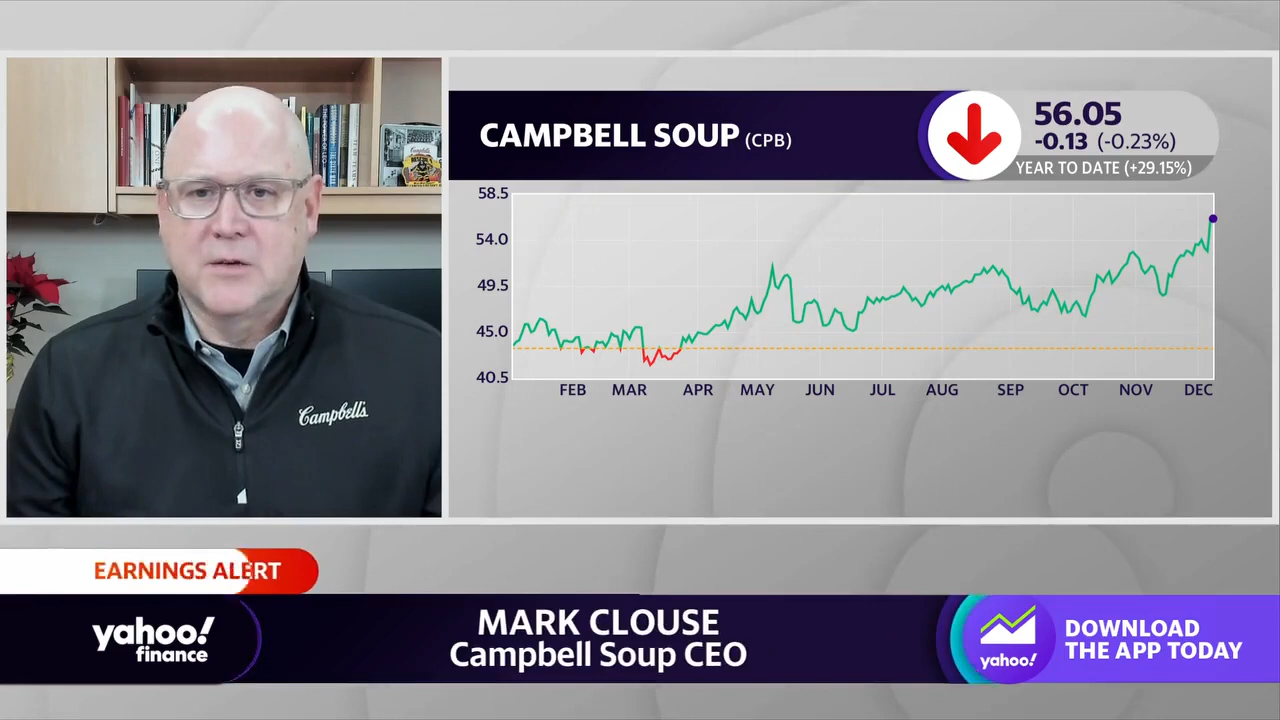 CAMPBELL SOUP (CPB)
56.05
-0.13 (-0.23%)
YEAR TO DATE (+29.15%)
58.5
54.0
49.5
45.0
40.5
FEB MAR APR MAY JUN JUL AUG SEP OCT NOV DEC
Campbell's
EARNINGS ALERT
yahoo!
finance
MARK CLOUSE
Campbell Soup CEO
yahoo!
DOWNLOAD
THE APP TODAY